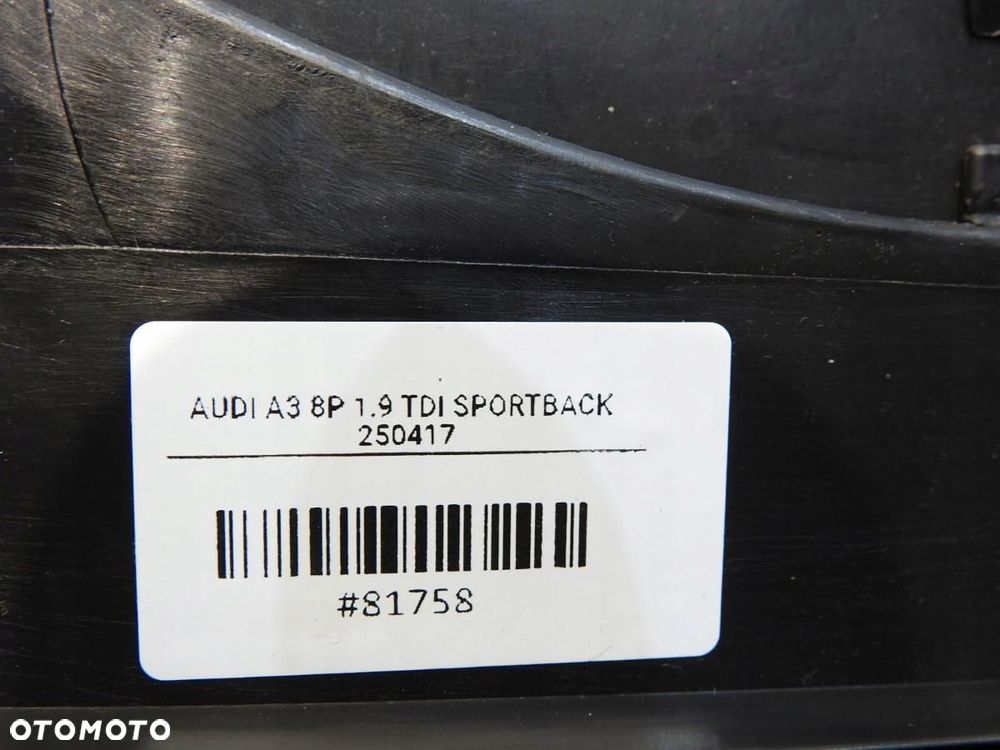 AUDI A3 8P 1.9 TDI SPORTBACK
250417
#81758
OTOMOTO